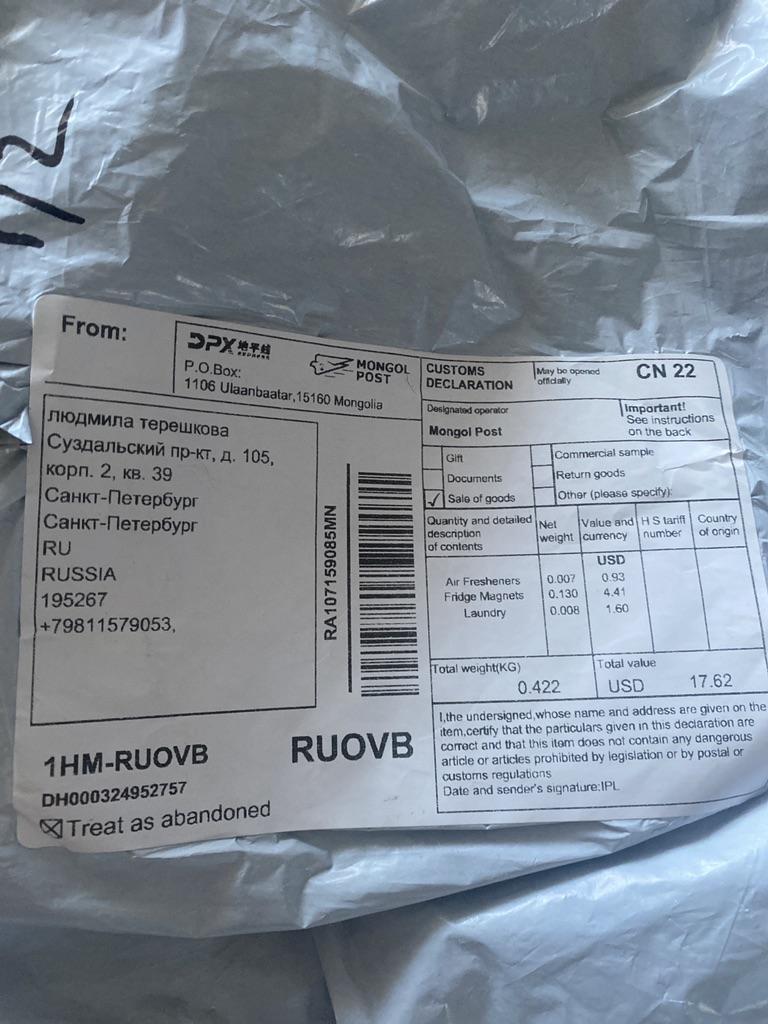 112
From:
DPX 地平线
EXPRESS
P.O.Box:
1106 Ulaanbaatar,15160 Mongolia
MONGOL
POST
CUSTOMS
DECLARATION
May be opened
officially
CN 22
Designated operator
Mongol Post
Important!
See instructions
on the back
людмила терешкова
Суздальский пр-кт, д. 105,
корп. 2, кв. 39
Санкт-Петербург
Санкт-Петербург
RU
RUSSIA
195267
+79811579053,
RA107159085MN
Gift
Commercial sample
Documents
Return goods
✓ Sale of goods
Other (please specify):
Quantity and detailed
description
of contents
Net
weight
Value and
currency
H S tariff
number
Country
of origin
USD
Air Fresheners 0.007 0.93
Fridge Magnets 0.130 4.41
Laundry 0.008 1.60
Total weight(KG)
0.422
Total value
USD 17.62
I,the undersigned,whose name and address are given on the
item,certify that the particulars given in this declaration are
correct and that this item does not contain any dangerous
article or articles prohibited by legislation or by postal or
customs regulations
Date and sender's signature:IPL
1HM-RUOVB
RUOVB
DH000324952757
☒Treat as abandoned